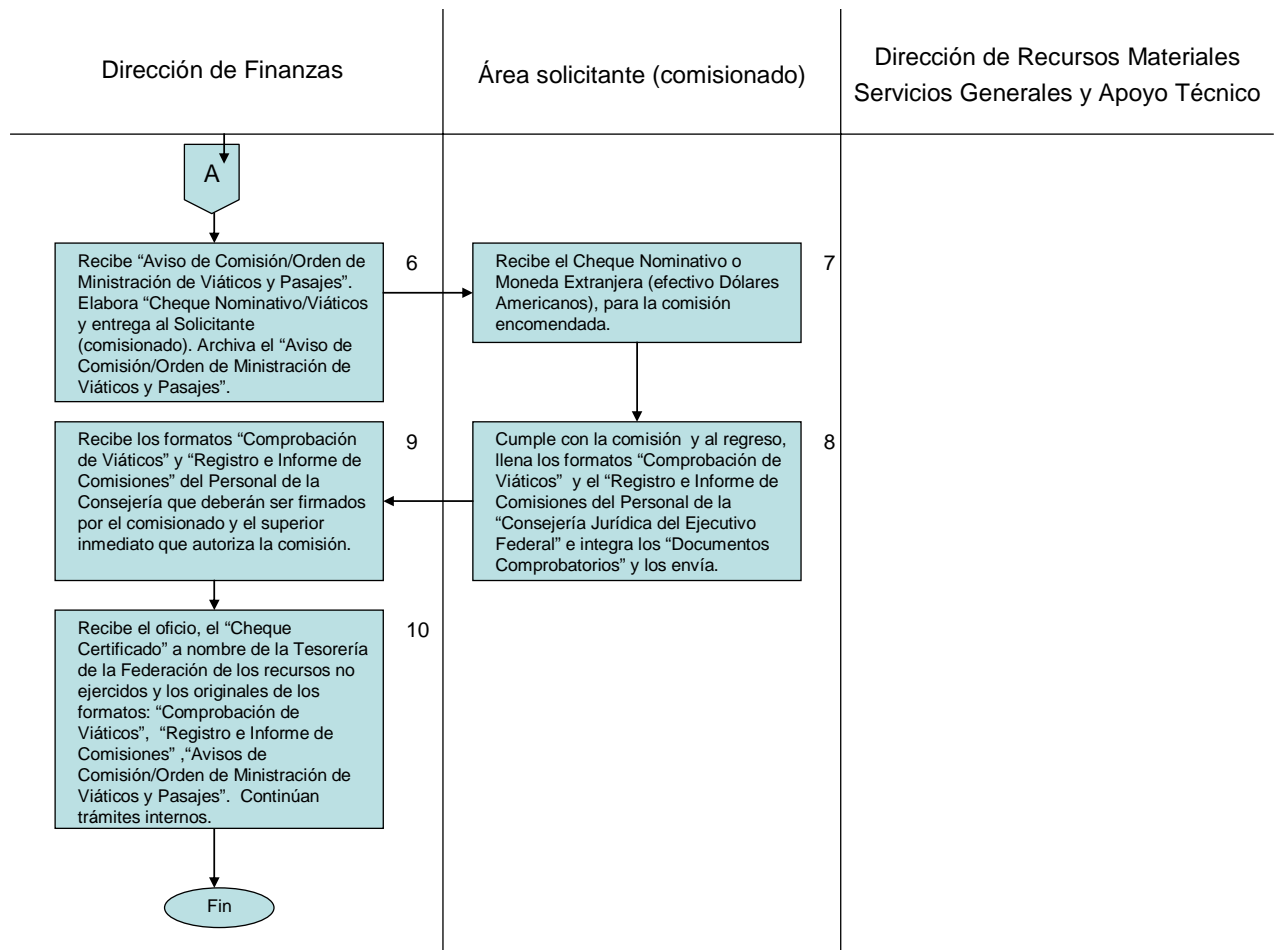 Dirección de Finanzas
Área solicitante (comisionado)
Dirección de Recursos Materiales
Servicios Generales y Apoyo Técnico
A
Recibe “Aviso de Comisión/Orden de
Ministración de Viáticos y Pasajes”.
Elabora “Cheque Nominativo/Viáticos
y entrega al Solicitante
(comisionado). Archiva el “Aviso de
Comisión/Orden de Ministración de
Viáticos y Pasajes”.
6
Recibe el Cheque Nominativo o
Moneda Extranjera (efectivo Dólares
Americanos), para la comisión
encomendada.
7
Cumple con la comisión y al regreso,
llena los formatos “Comprobación de
Viáticos” y el “Registro e Informe de
Comisiones del Personal de la
“Consejería Jurídica del Ejecutivo
Federal” e integra los “Documentos
Comprobatorios” y los envía.
8
Recibe los formatos “Comprobación
de Viáticos” y “Registro e Informe de
Comisiones” del Personal de la
Consejería que deberán ser firmados
por el comisionado y el superior
inmediato que autoriza la comisión.
9
Recibe el oficio, el “Cheque
Certificado” a nombre de la Tesorería
de la Federación de los recursos no
ejercidos y los originales de los
formatos: “Comprobación de
Viáticos”, “Registro e Informe de
Comisiones” ,“Avisos de
Comisión/Orden de Ministración de
Viáticos y Pasajes”. Continúan
trámites internos.
10
Fin